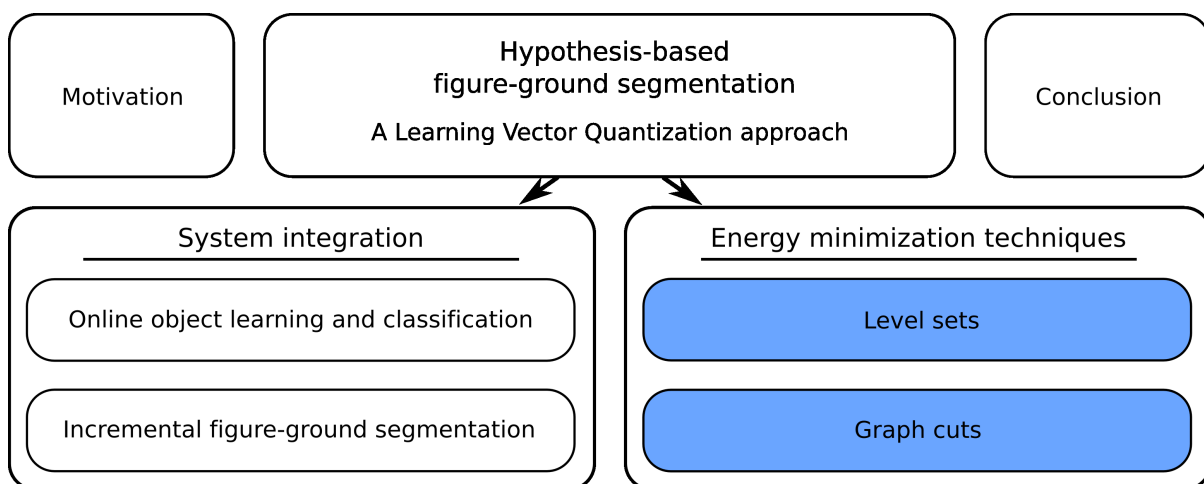 Motivation
Hypothesis-based
figure-ground segmentation
A Learning Vector Quantization approach
Conclusion
System integration
Online object learning and classification
Incremental figure-ground segmentation
Energy minimization techniques
Level sets
Graph cuts